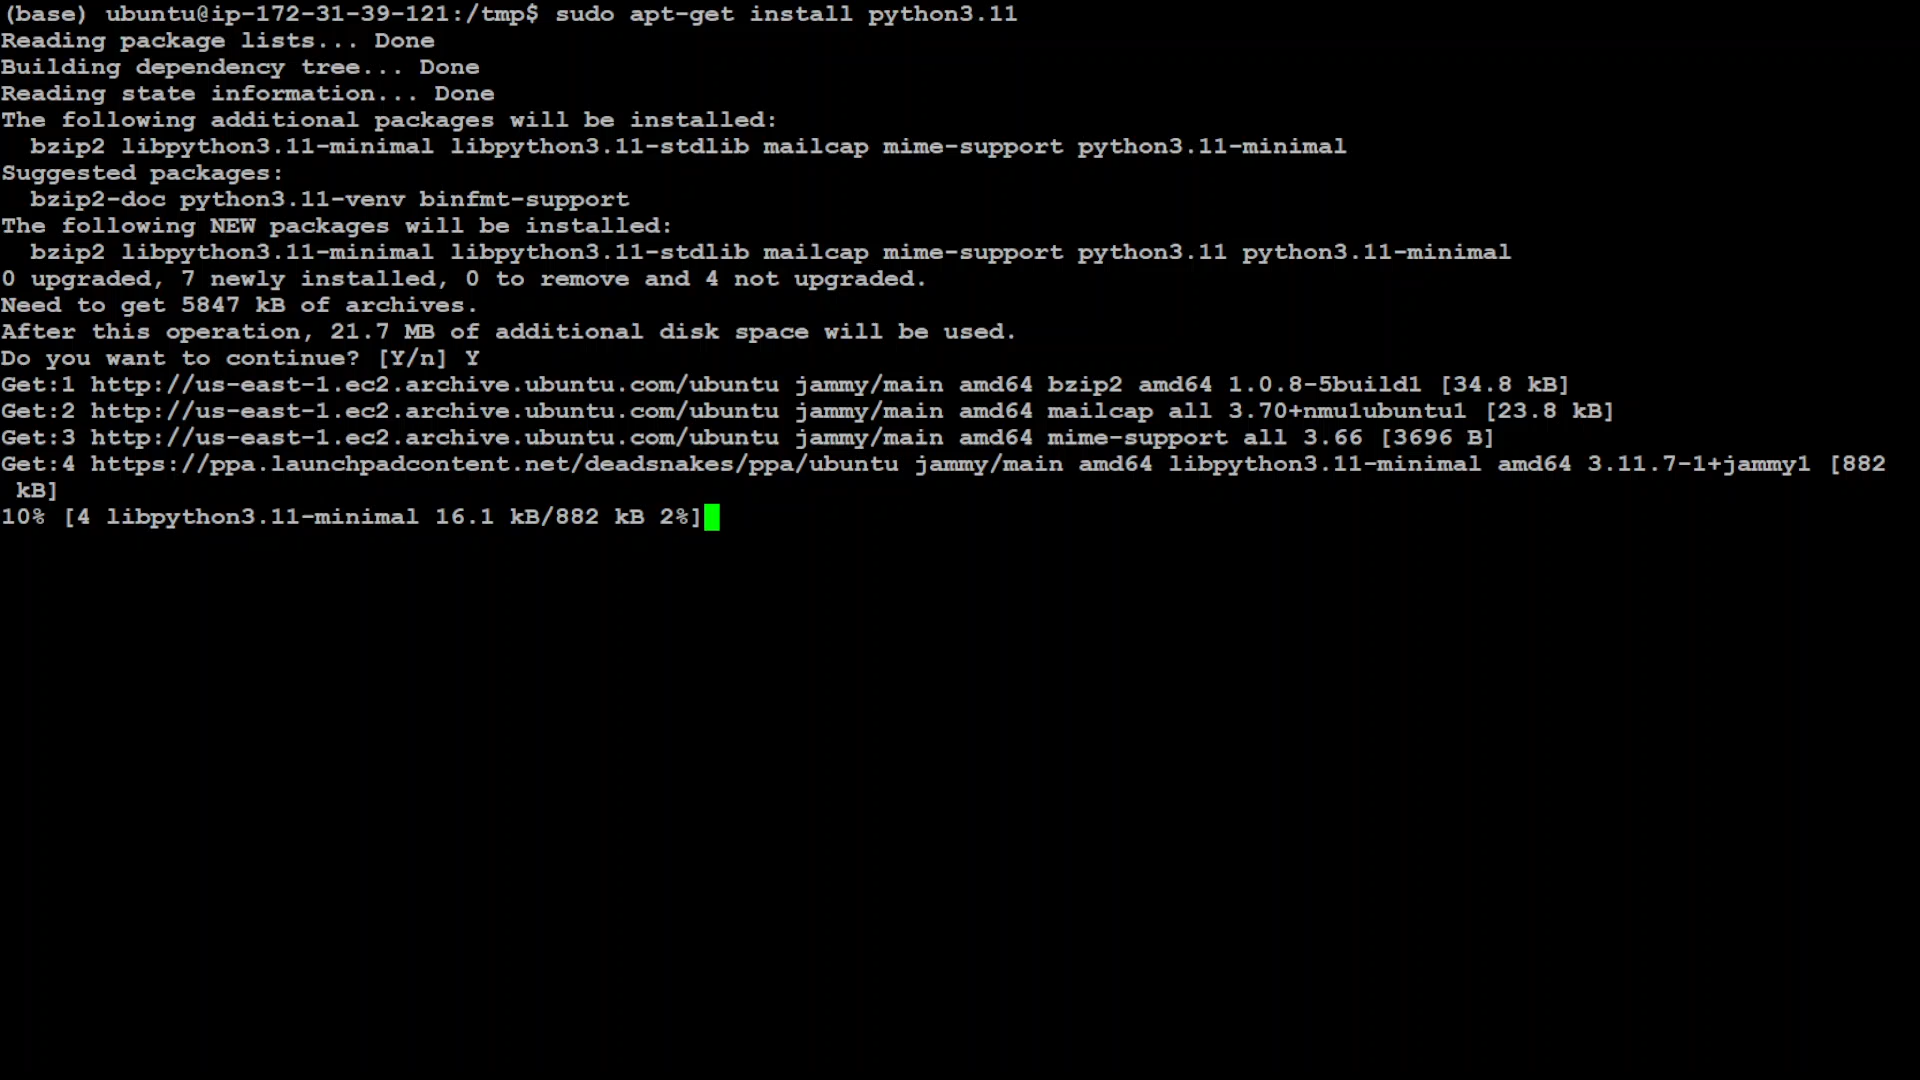 (base) ubuntu@ip-172-31-39-121:/tmp$ sudo apt-get install python3.11
Reading package lists... Done
Building dependency tree... Done
Reading state information... Done
The following additional packages will be installed:
  bzip2 libpython3.11-minimal libpython3.11-stdlib mailcap mime-support python3.11-minimal
Suggested packages:
  bzip2-doc python3.11-venv binfmt-support
The following NEW packages will be installed:
  bzip2 libpython3.11-minimal libpython3.11-stdlib mailcap mime-support python3.11 python3.11-minimal
0 upgraded, 7 newly installed, 0 to remove and 4 not upgraded.
Need to get 5847 kB of archives.
After this operation, 21.7 MB of additional disk space will be used.
Do you want to continue? [Y/n] Y
Get:1 http://us-east-1.ec2.archive.ubuntu.com/ubuntu jammy/main amd64 bzip2 amd64 1.0.8-5build1 [34.8 kB]
Get:2 http://us-east-1.ec2.archive.ubuntu.com/ubuntu jammy/main amd64 mailcap all 3.70+nmu1ubuntu1 [23.8 kB]
Get:3 http://us-east-1.ec2.archive.ubuntu.com/ubuntu jammy/main amd64 mime-support all 3.66 [3696 B]
Get:4 https://ppa.launchpadcontent.net/deadsnakes/ppa/ubuntu jammy/main amd64 libpython3.11-minimal amd64 3.11.7-1+jammy1 [882
 kB]
10% [4 libpython3.11-minimal 16.1 kB/882 kB 2%]